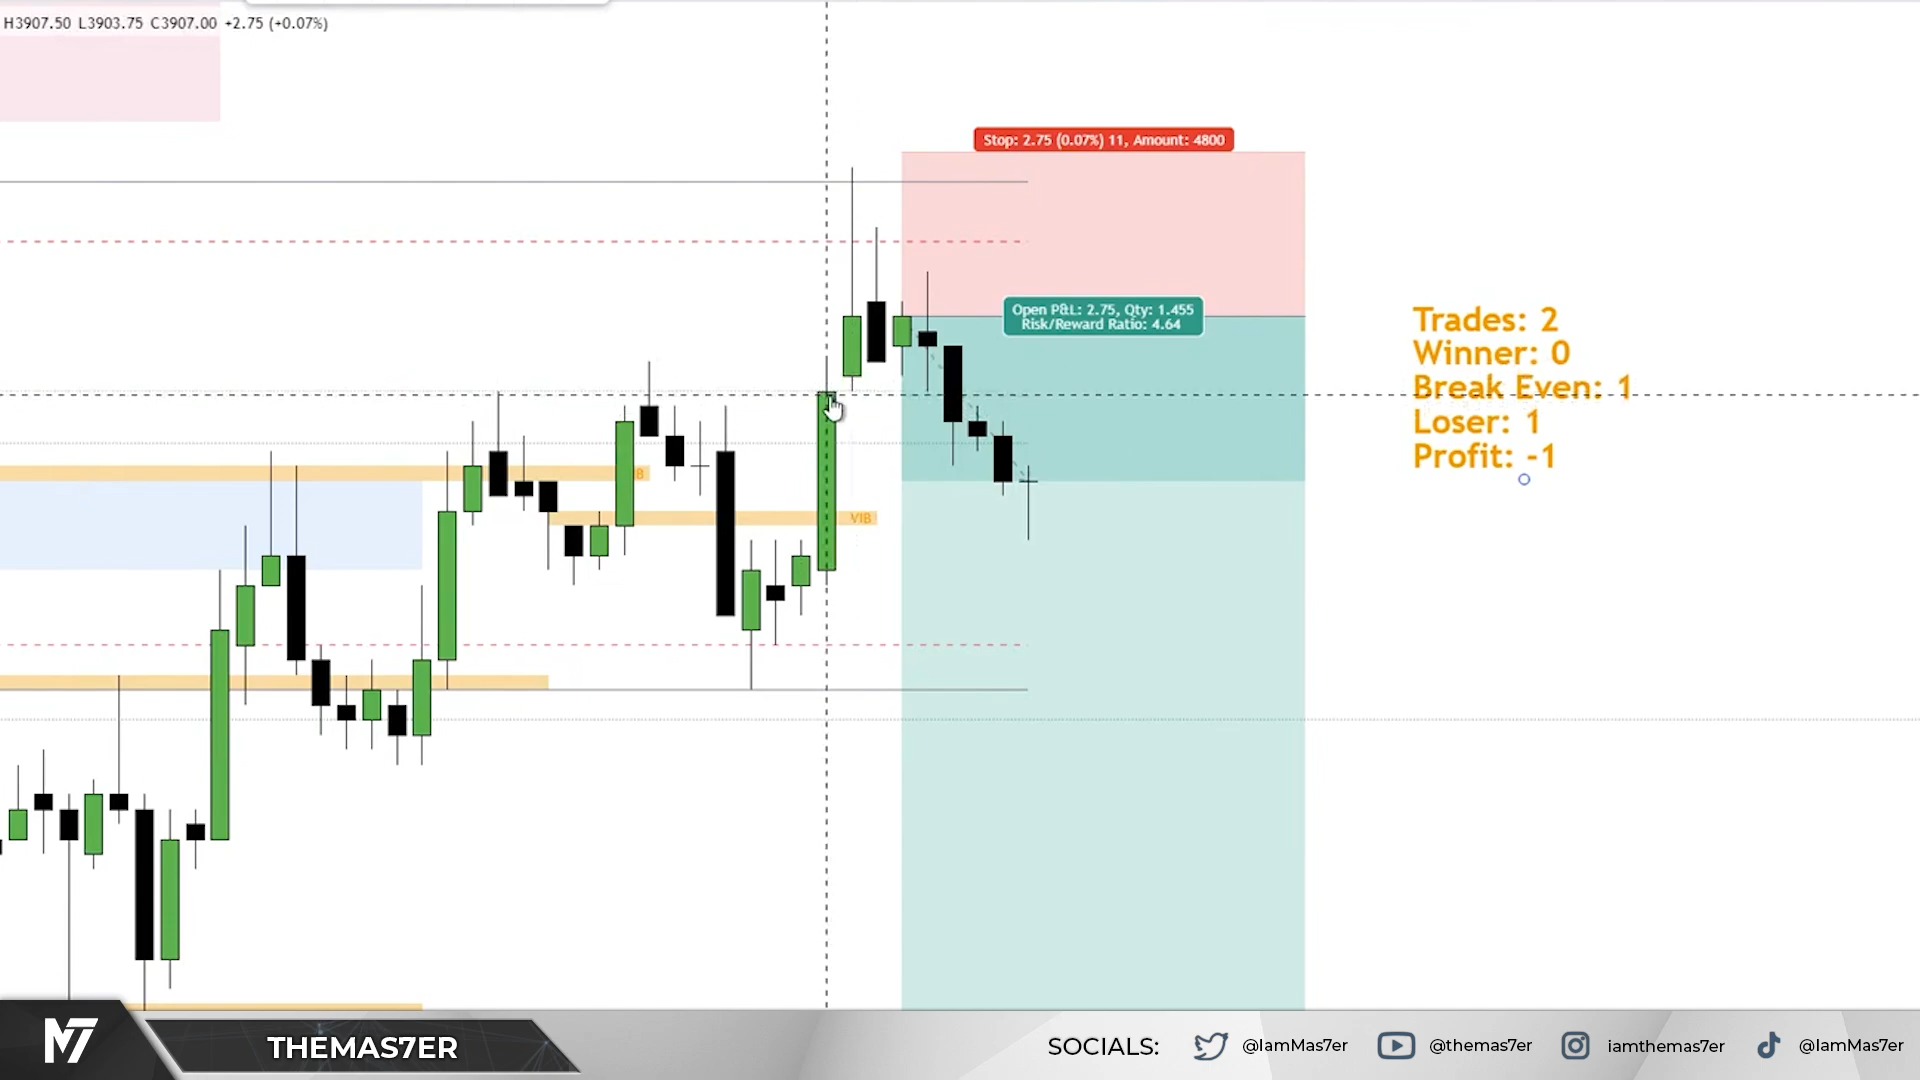 H3907.50 L3903.75 C3907.00 +2.75 (+0.07%)
Stop: 2.75 (0.07%) 11, Amount: 4800
Open P&L: 2.75, Qty: 1.455
Risk/Reward Ratio: 4.64
Trades: 2
Winner: 0
Break Even: 1
Loser: 1
Profit: -1
B
VIB
M7
THEMAS7ER
SOCIALS: @IamMas7er @themas7er iamthemas7er @IamMas7er